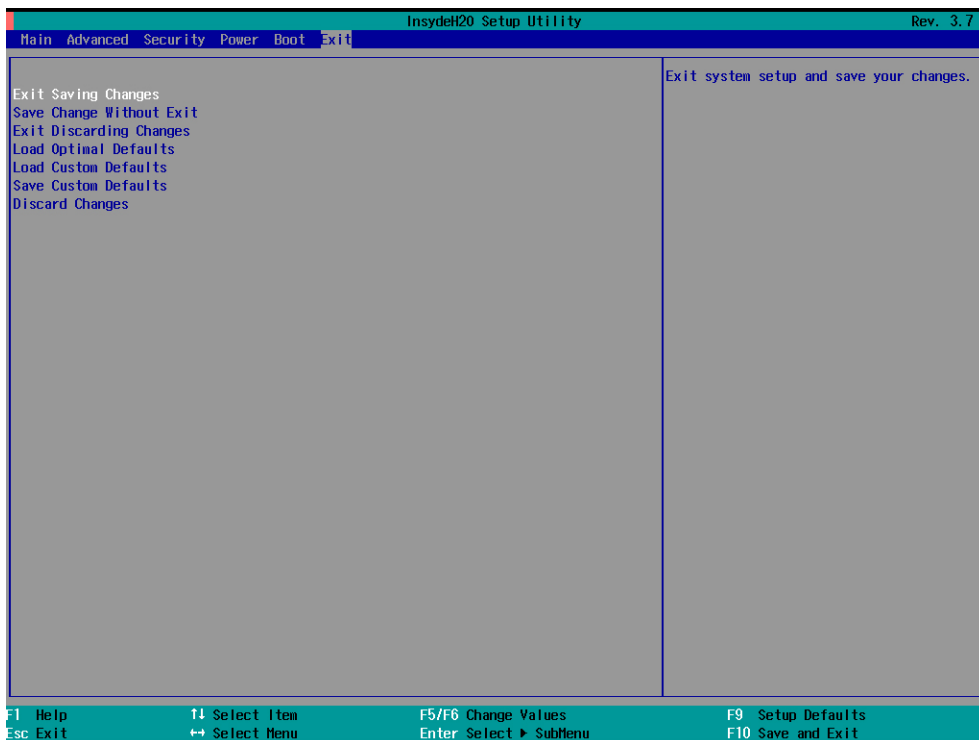 InsydeH20 Setup Utility Rev. 3.7
Main Advanced Security Power Boot Exit
Exit system setup and save your changes.
Exit Saving Changes
Save Change Without Exit
Exit Discarding Changes
Load Optimal Defaults
Load Custom Defaults
Save Custom Defaults
Discard Changes
F1 Help ↑↓ Select Item F5/F6 Change Values F9 Setup Defaults
Esc Exit ↔ Select Menu Enter Select ▶ SubMenu F10 Save and Exit